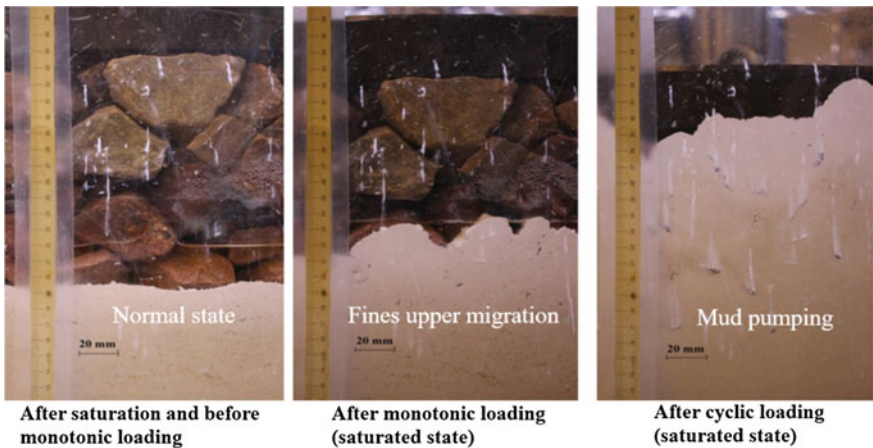 Normal state
20 mm
Fines upper migration
20 mm
Mud pumping
20 mm
After saturation and before
monotonic loading
After monotonic loading
(saturated state)
After cyclic loading
(saturated state)